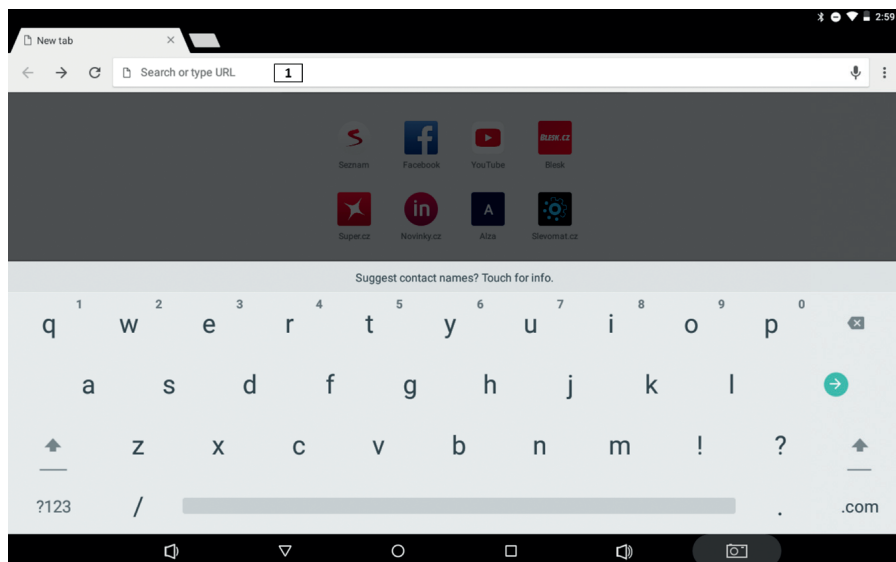 2:59
New tab
Search or type URL 1
BLESK.CZ
Seznam Facebook YouTube Blesk
in A
Super.cz Novinky.cz Alza Slevomat.cz
Suggest contact names? Touch for info.
1 2 3 4 5 6 7 8 9 0
q w e r t y u i o p
a s d f g h j k l
z x c v b n m ! ?
?123 / . .com